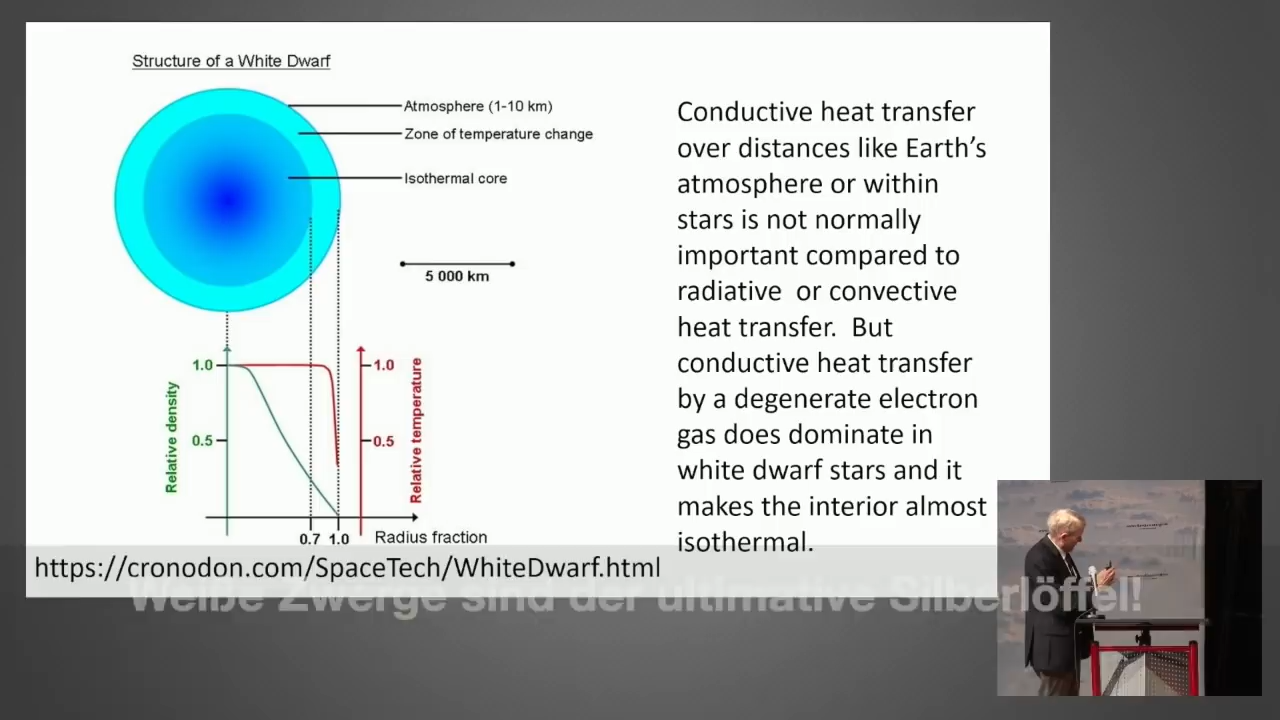 Structure of a White Dwarf
Atmosphere (1-10 km)
Zone of temperature change
Isothermal core
5 000 km
1.0
0.5
Relative density
1.0
0.5
Relative temperature
0.7 1.0 Radius fraction
https://cronodon.com/SpaceTech/WhiteDwarf.html
Conductive heat transfer
over distances like Earth’s
atmosphere or within
stars is not normally
important compared to
radiative or convective
heat transfer. But
conductive heat transfer
by a degenerate electron
gas does dominate in
white dwarf stars and it
makes the interior almost
isothermal.
Weiße Zwerge sind der ultimative Silberlöffel!